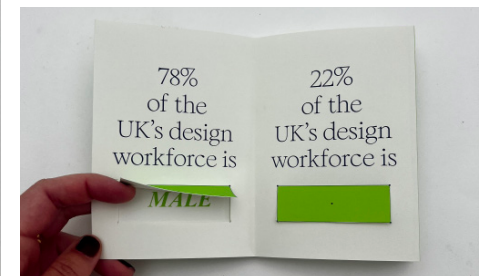 78%
of the
UK's design
workforce is
MALE
22%
of the
UK's design
workforce is